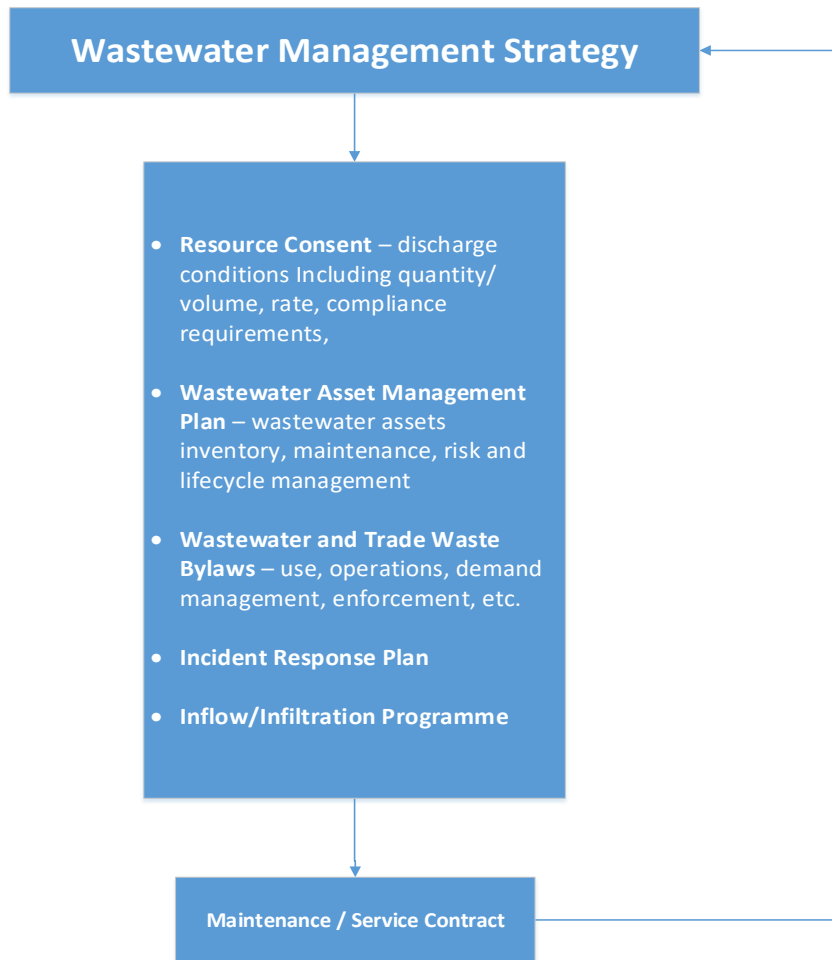 Wastewater Management Strategy
• Resource Consent – discharge
conditions Including quantity/
volume, rate, compliance
requirements,
• Wastewater Asset Management
Plan – wastewater assets
inventory, maintenance, risk and
lifecycle management
• Wastewater and Trade Waste
Bylaws – use, operations, demand
management, enforcement, etc.
• Incident Response Plan
• Inflow/Infiltration Programme
Maintenance / Service Contract